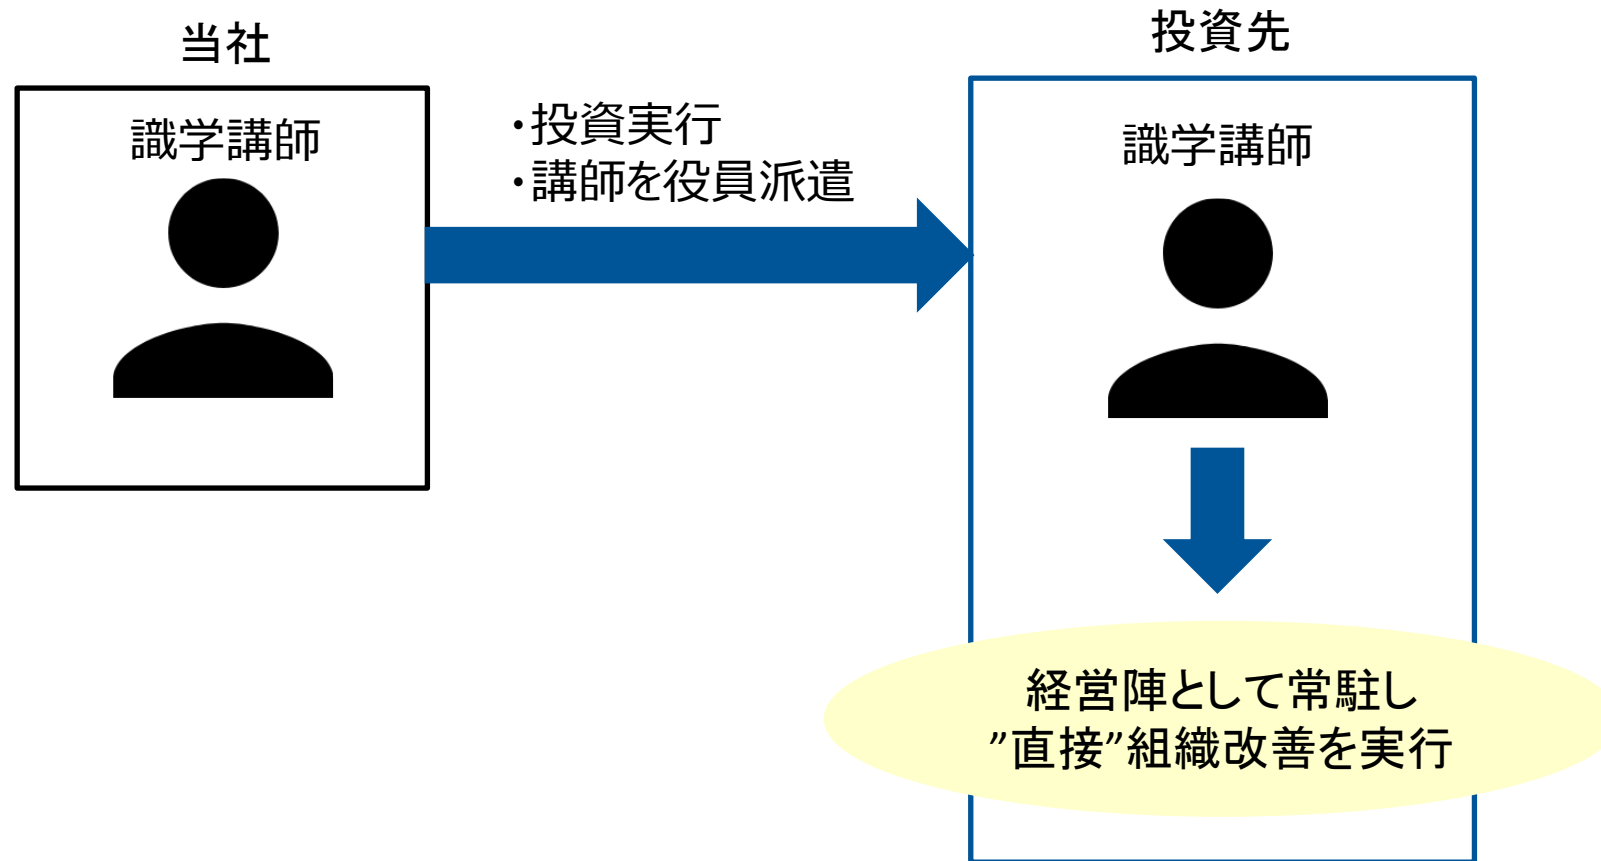 当社
識学講師
・投資実行
・講師を役員派遣
投資先
識学講師
経営陣として常駐し
”直接”組織改善を実行